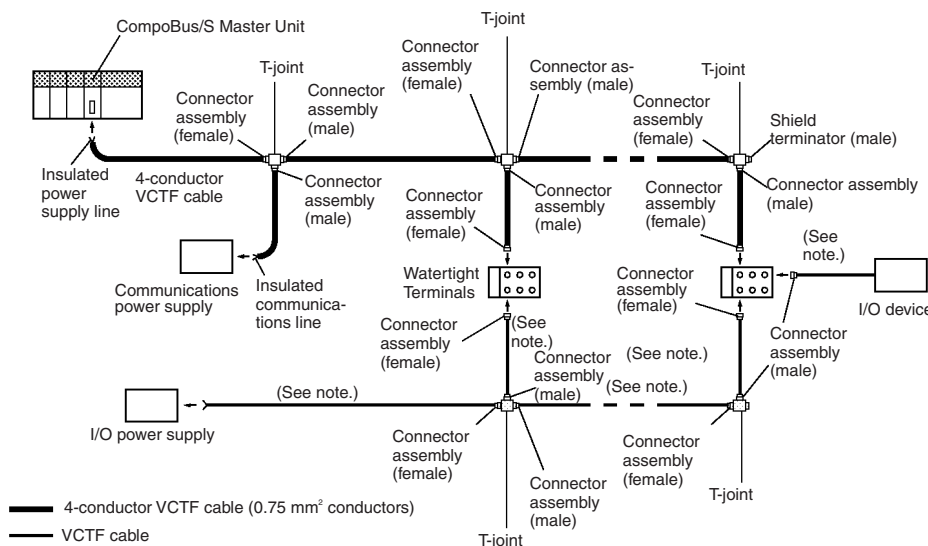 CompoBus/S Master Unit
T-joint
Connector
assembly
(female)
Connector as-
sembly (male)
T-joint
T-joint
Connector
assembly
(female)
Connector
assembly
(male)
Connector
assembly
(female)
Shield
terminator (male)
Insulated
power
supply line
4-conductor
VCTF cable
Connector
assembly
(male)
Connector
assembly
(female)
Connector
assembly
(male)
Connector
assembly
(female)
Connector assembly
(male)
(See
note.)
Communications
power supply
Insulated
communica-
tions line
Watertight
Terminals
Connector
assembly
(female)
I/O device
Connector
assembly
(female)
(See
note.)
(See note.)
Connector
assembly
(male)
(See note.)
Connector
assembly
(male)
(See note.)
I/O power supply
Connector
assembly
(female)
Connector
assembly
(male)
Connector
assembly
(female)
T-joint
T-joint
4-conductor VCTF cable (0.75 mm² conductors)
VCTF cable